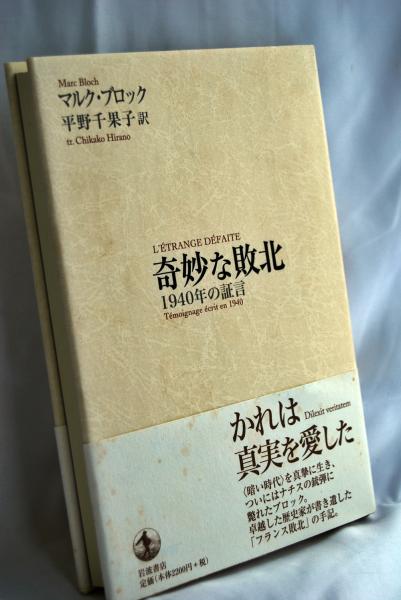 Marc Bloch
マルク・ブロック
平野千果子 訳
tr. Chikako Hirano
L'ÉTRANGE DÉFAITE
奇妙な敗北
1940年の証言
Témoignage écrit en 1940
かれは
Dilexit veritatem
真実を愛した
〈暗い時代〉を真摯に生き、
ついにはナチスの銃弾に
斃れたブロック。
卓越した歴史家が書き遺した
「フランス敗北」の手記。
岩波書店
定価(本体2200円+税)